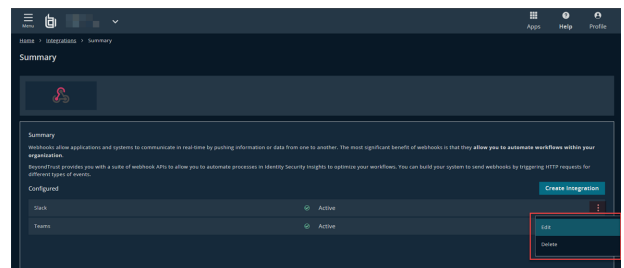 Menu
Apps
Help
Profile
Home > Integrations > Summary
Summary
Summary
Webhooks allow applications and systems to communicate in real-time by pushing information or data from one to another. The most significant benefit of webhooks is that they allow you to automate workflows within your
organization.
BeyondTrust provides you with a suite of webhook APIs to allow you to automate processes in Identity Security Insights to optimize your workflows. You can build your system to send webhooks by triggering HTTP requests for
different types of events.
Configured
Create Integration
Slack
Active
Teams
Active
Edit
Delete